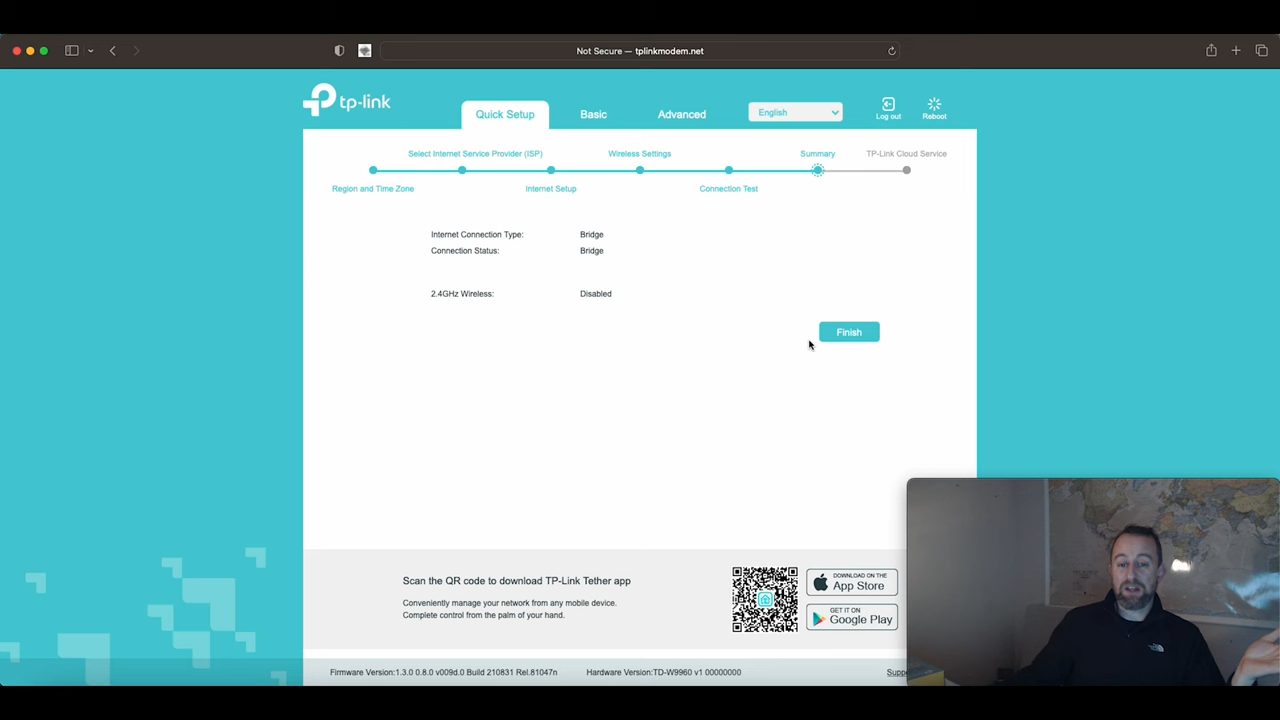 Not Secure — tplinkmodem.net
tp-link
Quick Setup
Basic
Advanced
English
Log out
Reboot
Select Internet Service Provider (ISP)
Wireless Settings
Summary
TP-Link Cloud Service
Region and Time Zone
Internet Setup
Connection Test
Internet Connection Type: Bridge
Connection Status: Bridge
2.4GHz Wireless: Disabled
Finish
Scan the QR code to download TP-Link Tether app
Conveniently manage your network from any mobile device.
Complete control from the palm of your hand.
DOWNLOAD ON THE
App Store
GET IT ON
Google Play
Firmware Version:1.3.0 0.8.0 v009d.0 Build 210831 Rel.81047n
Hardware Version:TD-W9960 v1 00000000
Suppo